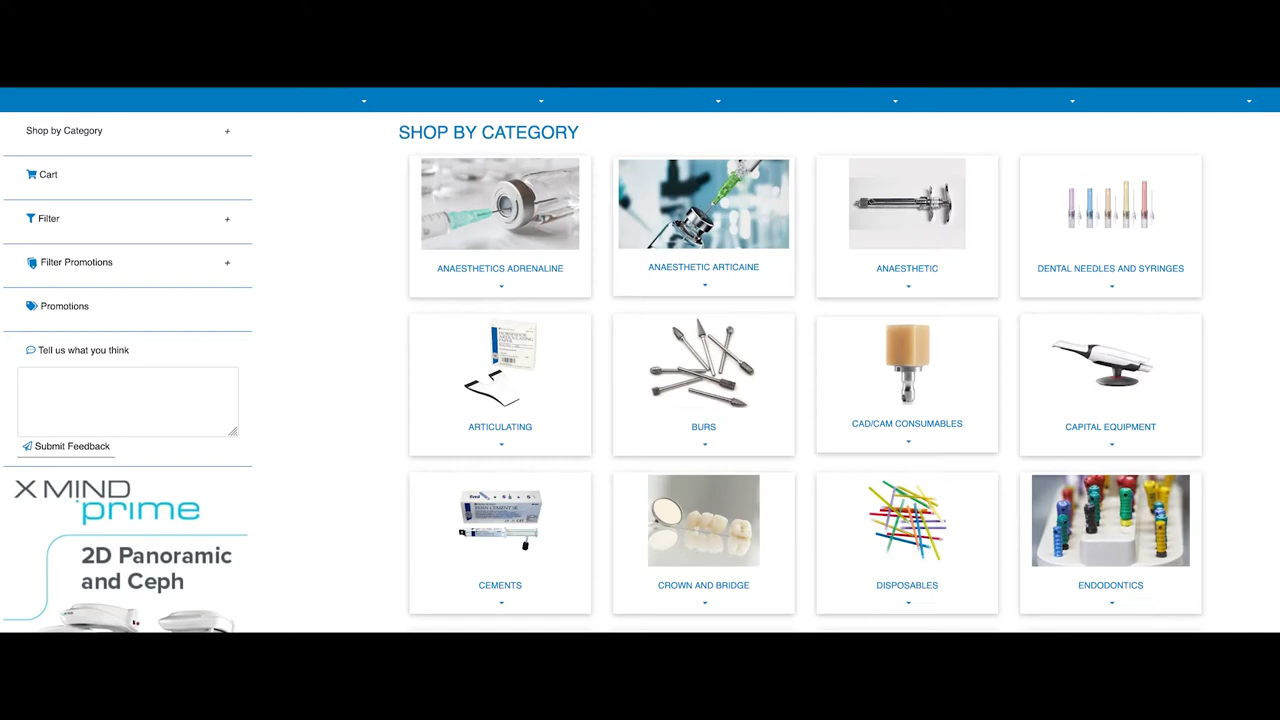 Shop by Category +
Cart
Filter +
Filter Promotions +
Promotions
Tell us what you think
Submit Feedback
X MIND
prime
2D Panoramic
and Ceph
SHOP BY CATEGORY
ANAESTHETICS ADRENALINE
ANAESTHETIC ARTICAINE
ANAESTHETIC
DENTAL NEEDLES AND SYRINGES
ARTICULATING
BURS
CAD/CAM CONSUMABLES
CAPITAL EQUIPMENT
CEMENTS
CROWN AND BRIDGE
DISPOSABLES
ENDODONTICS